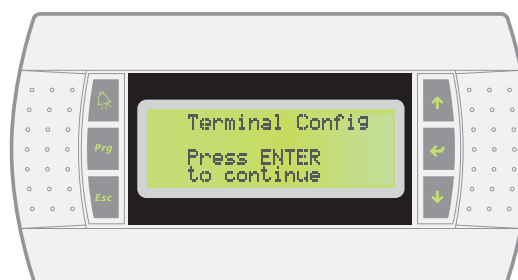 Terminal Config
Press ENTER
to continue
Prg
Esc